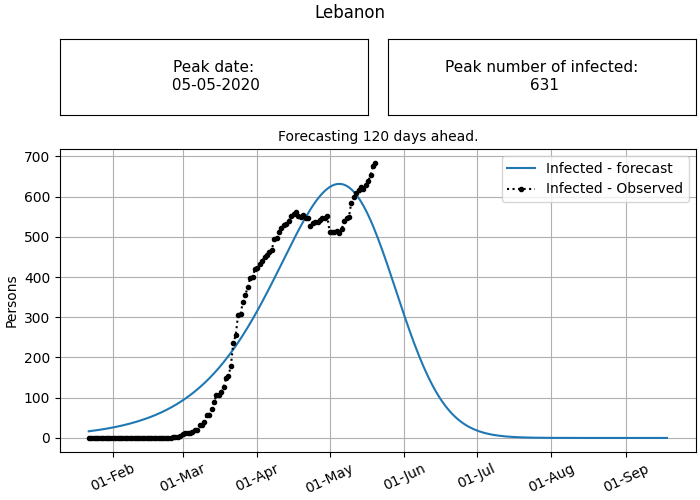 Lebanon
Peak date:
05-05-2020
Peak number of infected:
631
Forecasting 120 days ahead.
700
600
500
400
300
200
100
0
Persons
Infected - forecast
Infected - Observed
01-Feb
01-Mar
01-Apr
01-May
01-Jun
01-Jul
01-Aug
01-Sep